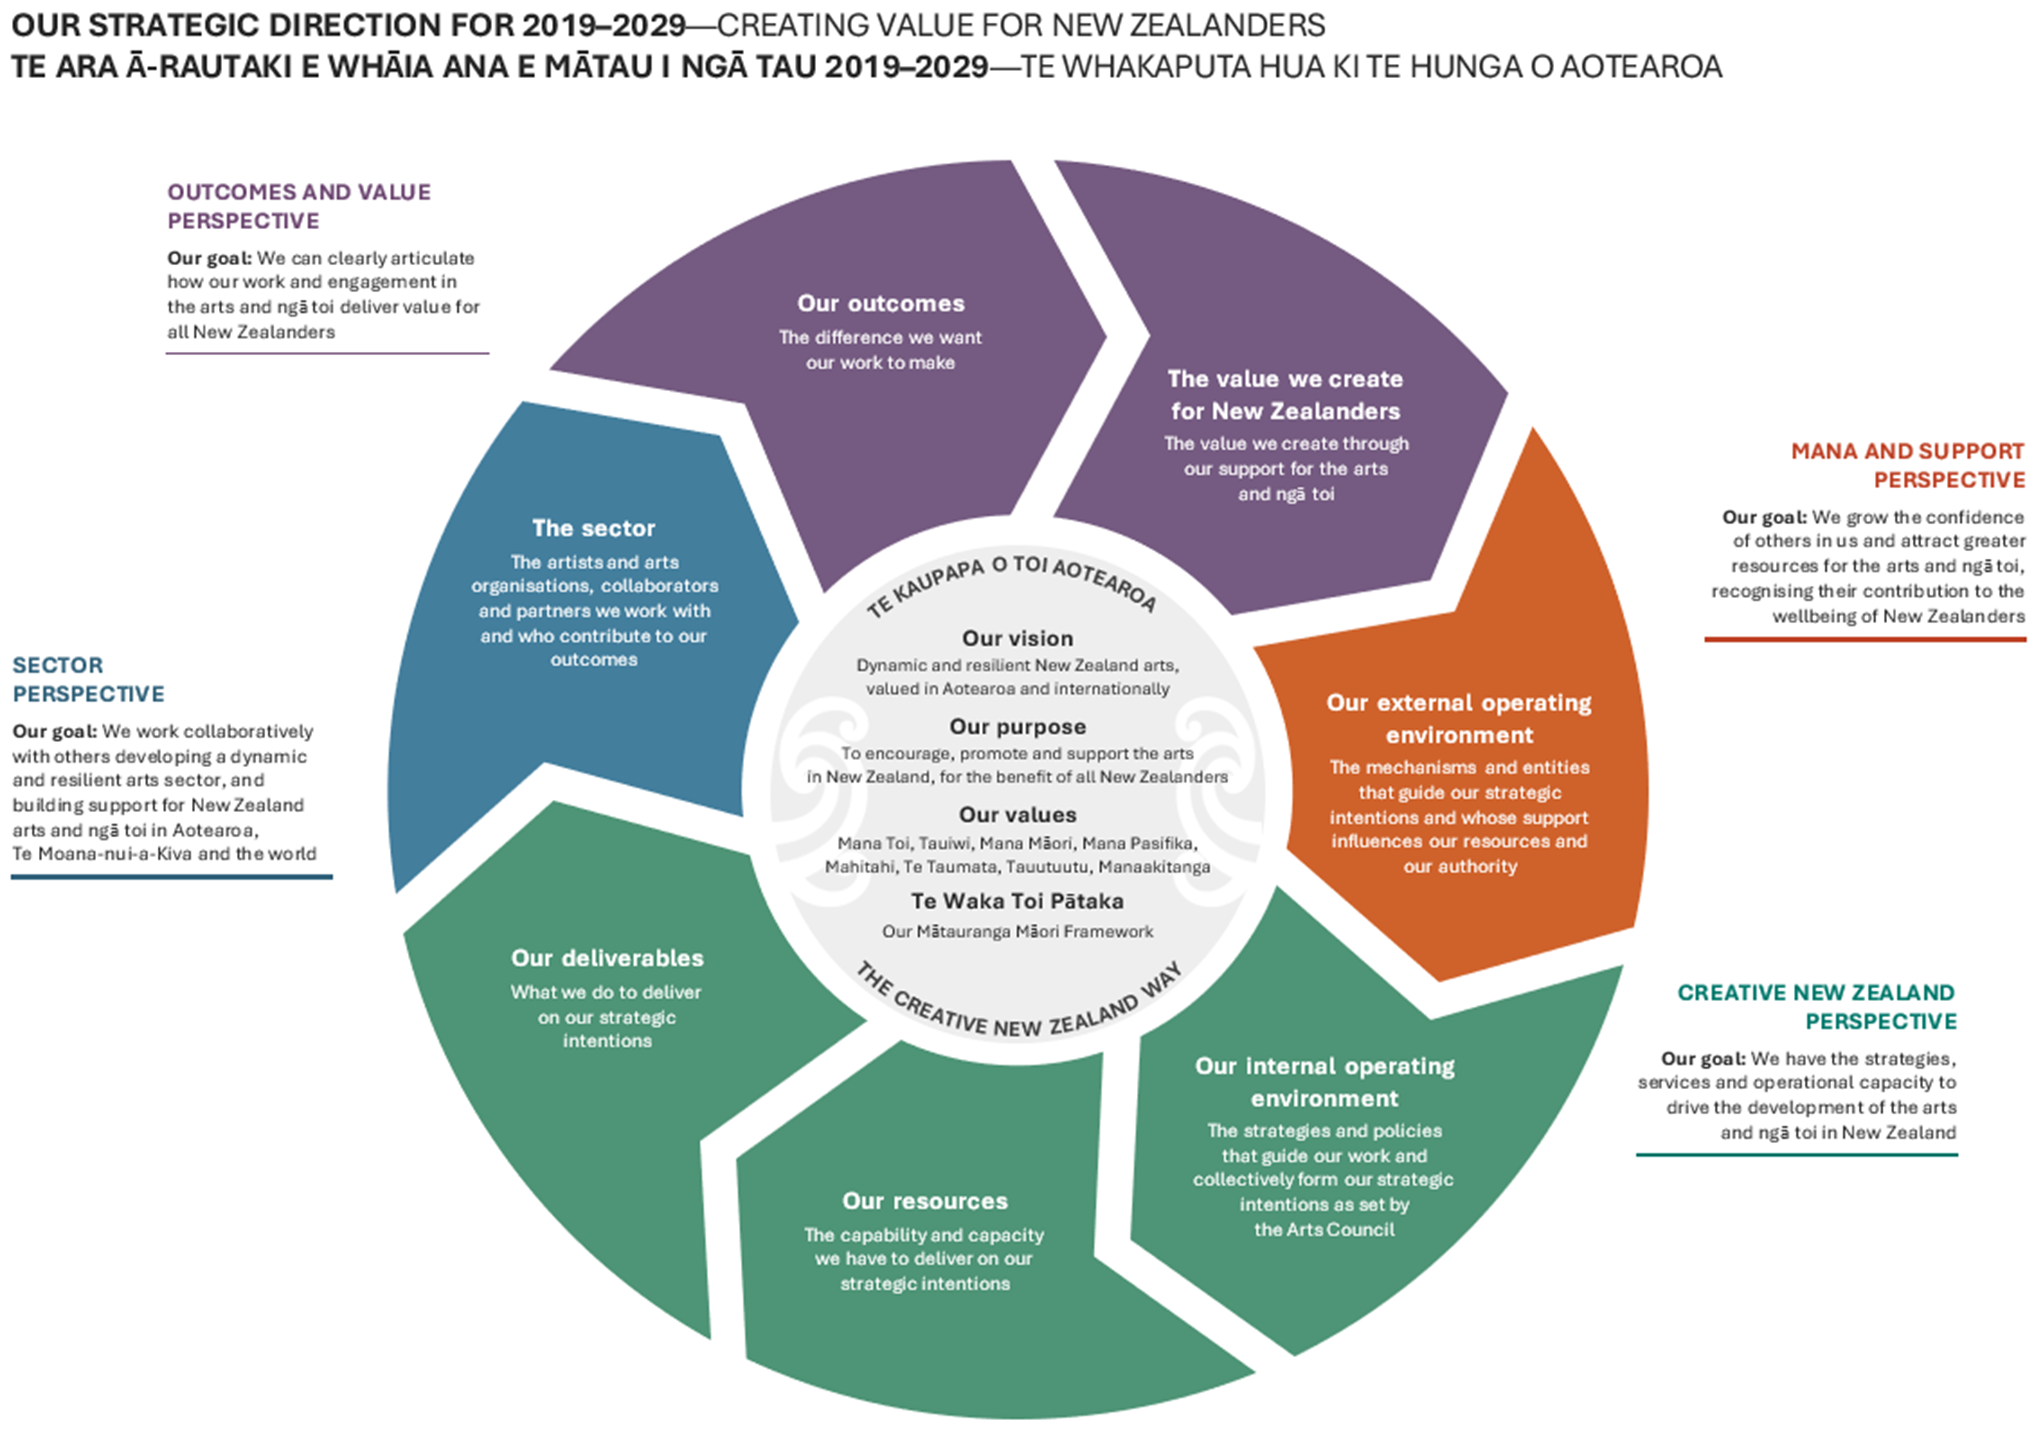 OUR STRATEGIC DIRECTION FOR 2019–2029—CREATING VALUE FOR NEW ZEALANDERS
TE ARA Ā-RAUTAKI E WHĀIA ANA E MĀTAU I NGĀ TAU 2019–2029—TE WHAKAPUTA HUA KI TE HUNGA O AOTEAROA
OUTCOMES AND VALUE
PERSPECTIVE
Our goal: We can clearly articulate
how our work and engagement in
the arts and ngā toi deliver value for
all New Zealanders
Our outcomes
The difference we want
our work to make
The value we create
for New Zealanders
The value we create through
our support for the arts
and ngā toi
MANA AND SUPPORT
PERSPECTIVE
Our goal: We grow the confidence
of others in us and attract greater
resources for the arts and ngā toi,
recognising their contribution to the
wellbeing of New Zealanders
The sector
The artists and arts
organisations, collaborators
and partners we work with
and who contribute to our
outcomes
SECTOR
PERSPECTIVE
Our goal: We work collaboratively
with others developing a dynamic
and resilient arts sector, and
building support for New Zealand
arts and ngā toi in Aotearoa,
Te Moana-nui-a-Kiva and the world
TE KAUPAPA O TOI AOTEAROA
Our vision
Dynamic and resilient New Zealand arts,
valued in Aotearoa and internationally
Our purpose
To encourage, promote and support the arts
in New Zealand, for the benefit of all New Zealanders
Our values
Mana Toi, Tauiwi, Mana Māori, Mana Pasifika,
Mahitahi, Te Taumata, Tauutuutu, Manaakitanga
Te Waka Toi Pātaka
Our Mātauranga Māori Framework
THE CREATIVE NEW ZEALAND WAY
Our external operating
environment
The mechanisms and entities
that guide our strategic
intentions and whose support
influences our resources and
our authority
CREATIVE NEW ZEALAND
PERSPECTIVE
Our goal: We have the strategies,
services and operational capacity to
drive the development of the arts
and ngā toi in New Zealand
Our deliverables
What we do to deliver
on our strategic
intentions
Our internal operating
environment
The strategies and policies
that guide our work and
collectively form our strategic
intentions as set by
the Arts Council
Our resources
The capability and capacity
we have to deliver on our
strategic intentions